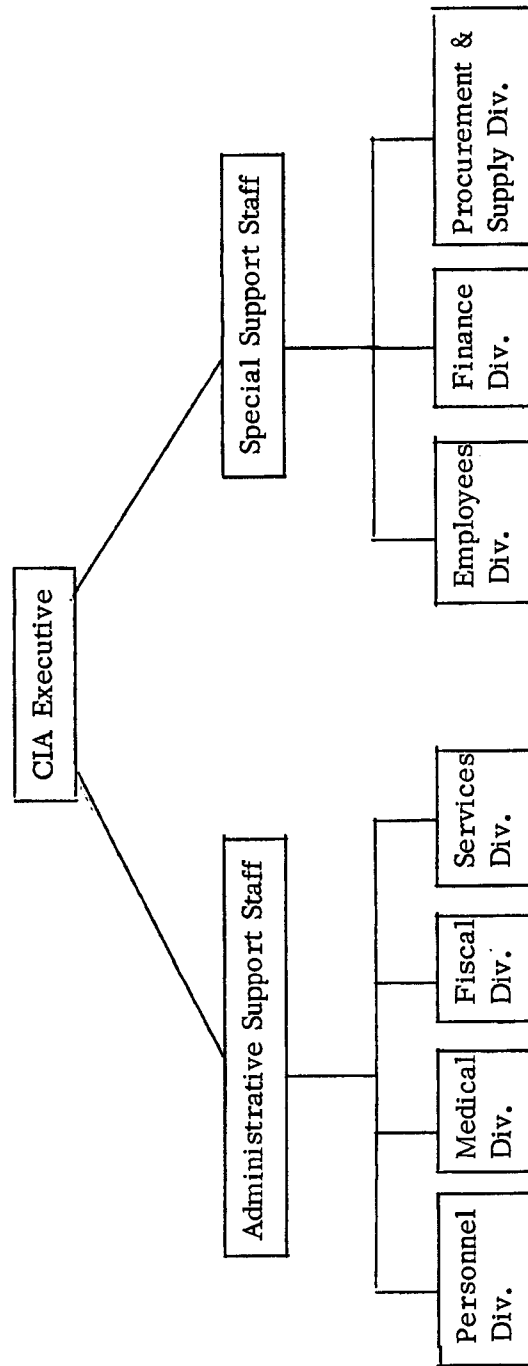 CIA Executive
Administrative Support Staff
Special Support Staff
Personnel
Div.
Medical
Div.
Fiscal
Div.
Services
Div.
Employees
Div.
Finance
Div.
Procurement &
Supply Div.